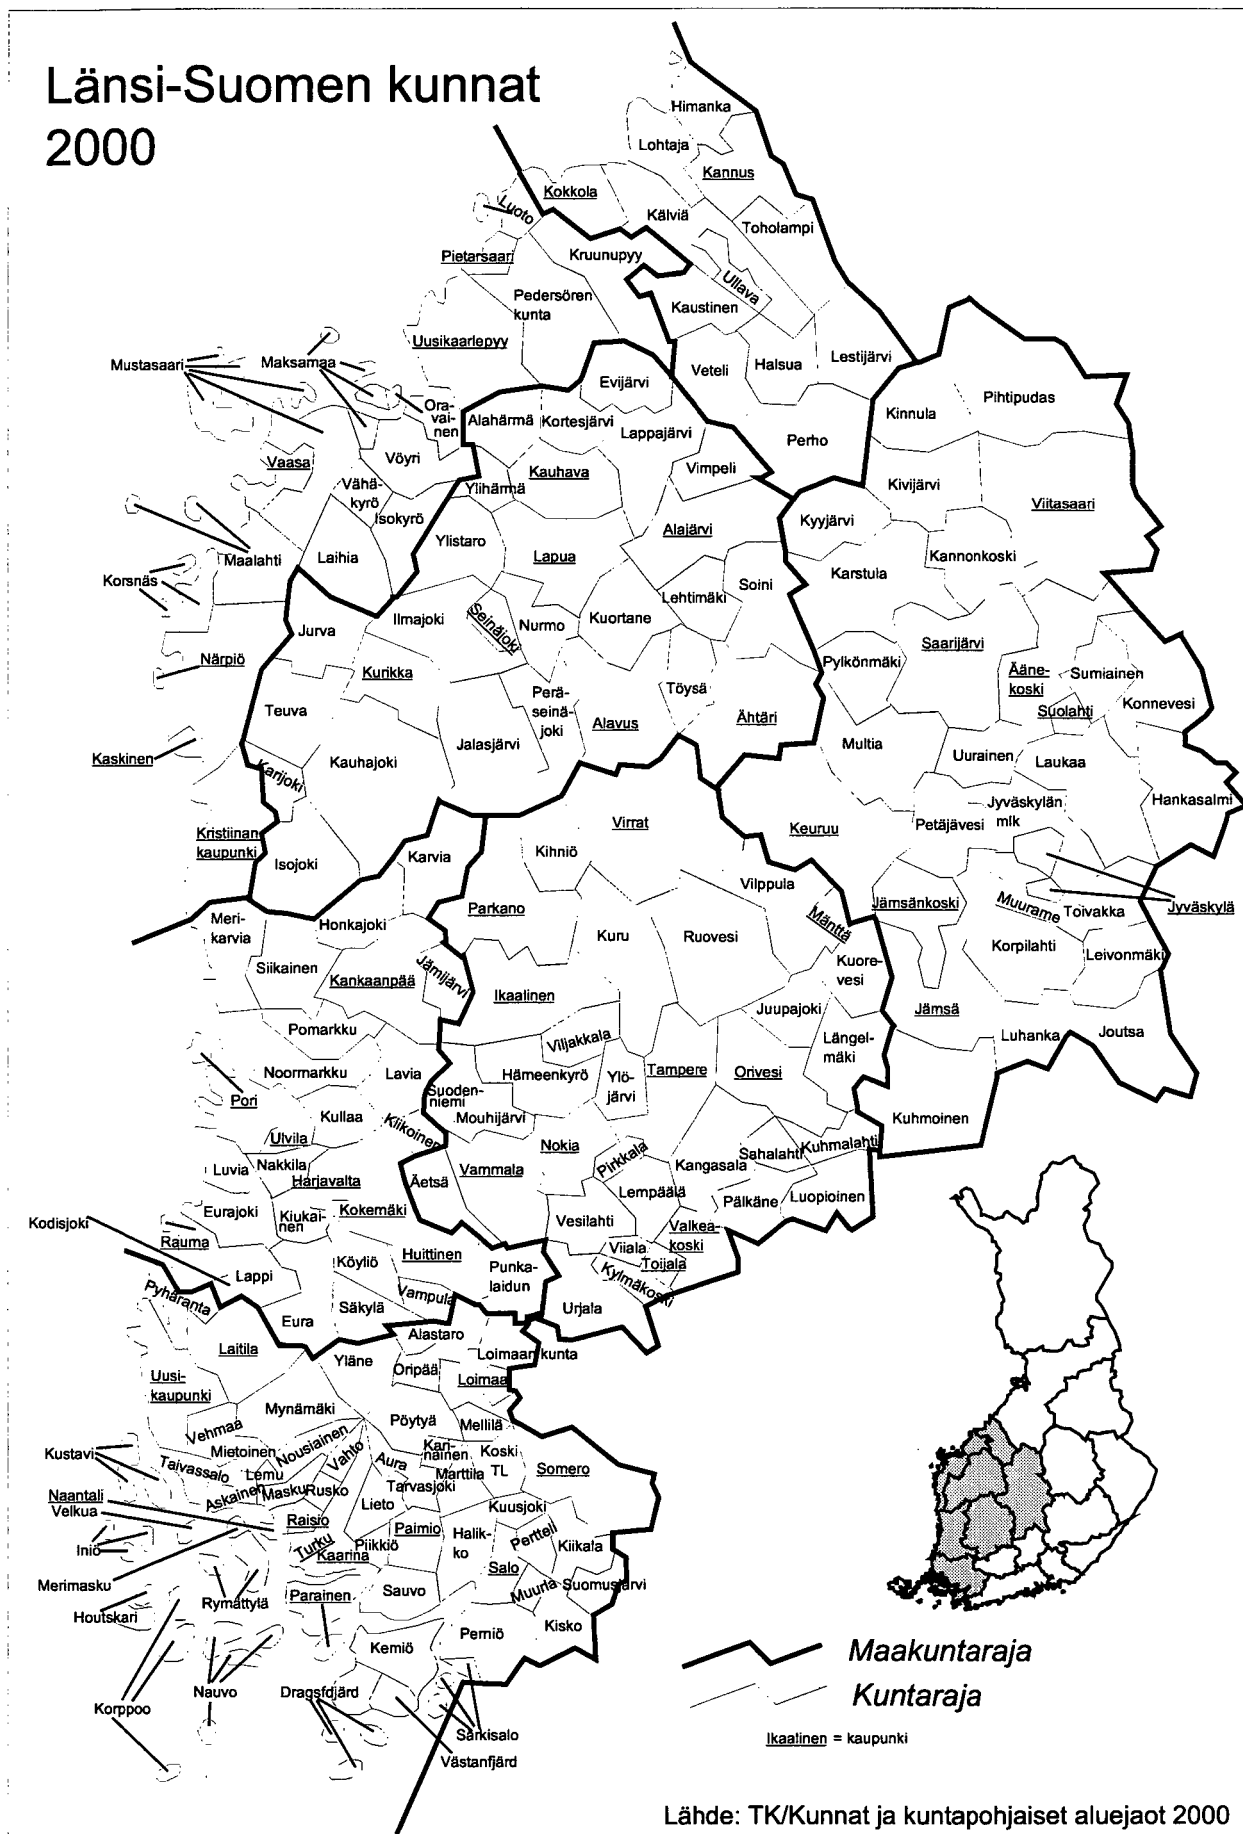 Länsi-Suomen kunnat
2000
Himanka
Lohtaja
Kannus
Kokkola
Luoto
Kälviä
Toholampi
Pietarsaari
Kruunupyy
Ullava
Pedersören
kunta
Kaustinen
Uusikaarlepyy
Mustasaari
Maksamaa
Veteli
Halsua
Lestijärvi
Evijärvi
Ora-
vai-
nen
Alahärmä
Kortesjärvi
Lappajärvi
Kinnula
Pihtipudas
Perho
Vaasa
Vöyri
Vimpeli
Kauhava
Ylihärmä
Vähä-
kyrö
Isokyrö
Kivijärvi
Viitasaari
Kyyjärvi
Alajärvi
Ylistaro
Lapua
Kannonkoski
Maalahti
Laihia
Karstula
Korsnäs
Soini
Lehtimäki
Ilmajoki
Seinäjoki
Nurmo
Kuortane
Jurva
Närpiö
Kurikka
Saarijärvi
Pylkönmäki
Ääne-
koski
Sumiainen
Töysä
Perä-
seinä-
joki
Konnevesi
Suolahti
Teuva
Alavus
Ähtäri
Jalasjärvi
Multia
Uurainen
Laukaa
Kaskinen
Karijoki
Kauhajoki
Hankasalmi
Jyväskylän
mlk
Petäjävesi
Kristiinan
kaupunki
Virrat
Keuruu
Isojoki
Karvia
Kihniö
Vilppula
Jämsänkoski
Muurame
Toivakka
Jyväskylä
Parkano
Mänttä
Meri-
karvia
Honkajoki
Kuru
Ruovesi
Korpilahti
Leivonmäki
Siikainen
Kankaanpää
Jämijärvi
Kuore-
vesi
Ikaalinen
Juupajoki
Jämsä
Pomarkku
Luhanka
Joutsa
Viljakkala
Längel-
mäki
Noormarkku
Lavia
Hämeenkyrö
Ylö-
järvi
Tampere
Orivesi
Suoden-
niemi
Pori
Kullaa
Mouhijärvi
Kuhmoinen
Kiikoinen
Ulvila
Nokia
Pirkkala
Sahalahti
Kuhmalahti
Luvia
Nakkila
Harjavalta
Äetsä
Vammala
Kangasala
Lempäälä
Pälkäne
Luopioinen
Kodisjoki
Eurajoki
Kiukai-
nen
Kokemäki
Vesilahti
Rauma
Valkea-
koski
Köyliö
Huittinen
Viiala
Toijala
Lappi
Punka-
laidun
Kylmäkoski
Pyhäranta
Säkylä
Vampula
Urjala
Eura
Alastaro
Laitila
Yläne
Loimaan kunta
Oripää
Loimaa
Uusi-
kaupunki
Mynämäki
Pöytyä
Mellilä
Vehmaa
Mietoinen
Nousiainen
Kustavi
Taivassalo
Lemu
Vahto
Aura
Kari-
nainen
Koski
TL
Marttila
Somero
Askainen
Masku
Rusko
Tarvasjoki
Naantali
Velkua
Lieto
Kuusjoki
Raisio
Paimio
Halik-
ko
Pertteli
Kiikala
Iniö
Turku
Kaarina
Piikkiö
Salo
Merimasku
Sauvo
Muurla
Suomusjärvi
Rymättylä
Parainen
Houtskari
Kisko
Kemiö
Perniö
Nauvo
Dragsfdjärd
Korppoo
Särkisalo
Västanfjärd
Maakuntaraja
Kuntaraja
Ikaalinen = kaupunki
Lähde: TK/Kunnat ja kuntapohjaiset aluejaot 2000